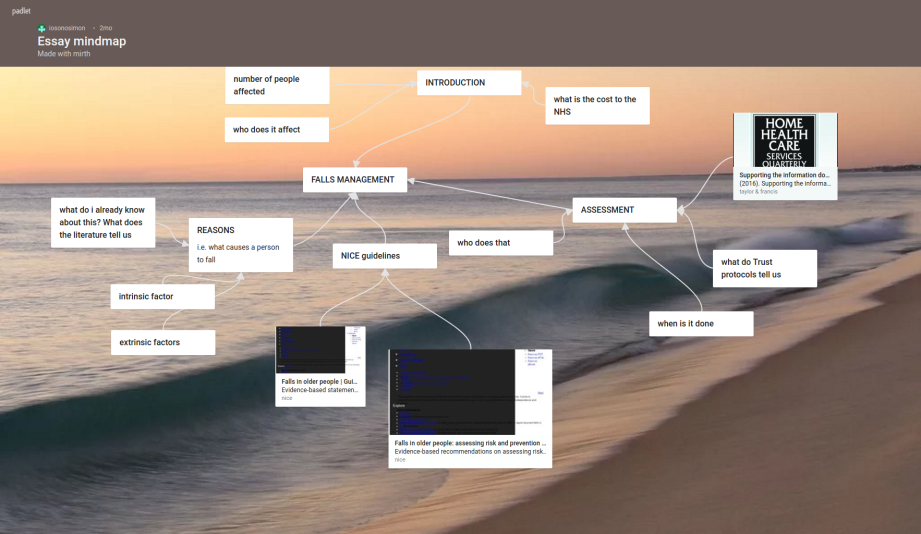 padlet
iosonosimon • 2mo
Essay mindmap
Made with mirth
number of people
affected
INTRODUCTION
what is the cost to the
NHS
who does it affect
HOME
HEALTH
CARE
SERVICES
QUARTERLY
Supporting the information do...
(2016). Supporting the informa...
taylor & francis
FALLS MANAGEMENT
what do i already know
about this? What does
the literature tell us
ASSESSMENT
REASONS
i.e. what causes a person
to fall
who does that
NICE guidelines
what do Trust
protocols tell us
intrinsic factor
when is it done
extrinsic factors
Falls in older people | Gui...
Evidence-based statemen...
nice
Falls in older people: assessing risk and prevention ...
Evidence-based recommendations on assessing risk...
nice